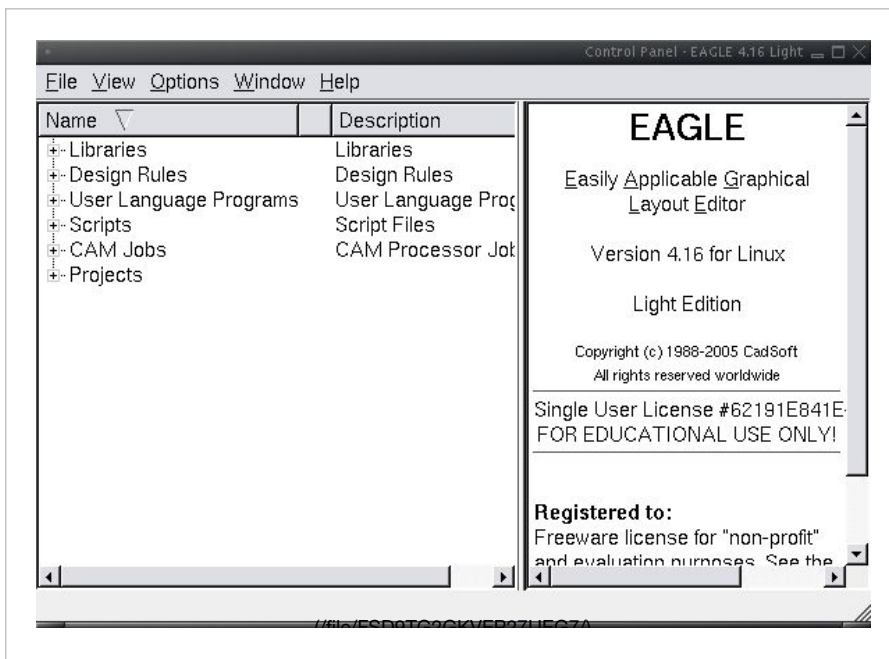 Control Panel - EAGLE 4.16 Light
File View Options Window Help
Name Description
Libraries Libraries
Design Rules Design Rules
User Language Programs User Language Prog
Scripts Script Files
CAM Jobs CAM Processor Job
Projects
EAGLE
Easily Applicable Graphical
Layout Editor
Version 4.16 for Linux
Light Edition
Copyright (c) 1988-2005 CadSoft
All rights reserved worldwide
Single User License #62191E841E-
FOR EDUCATIONAL USE ONLY!
Registered to:
Freeware license for "non-profit"
and evaluation purposes. See the